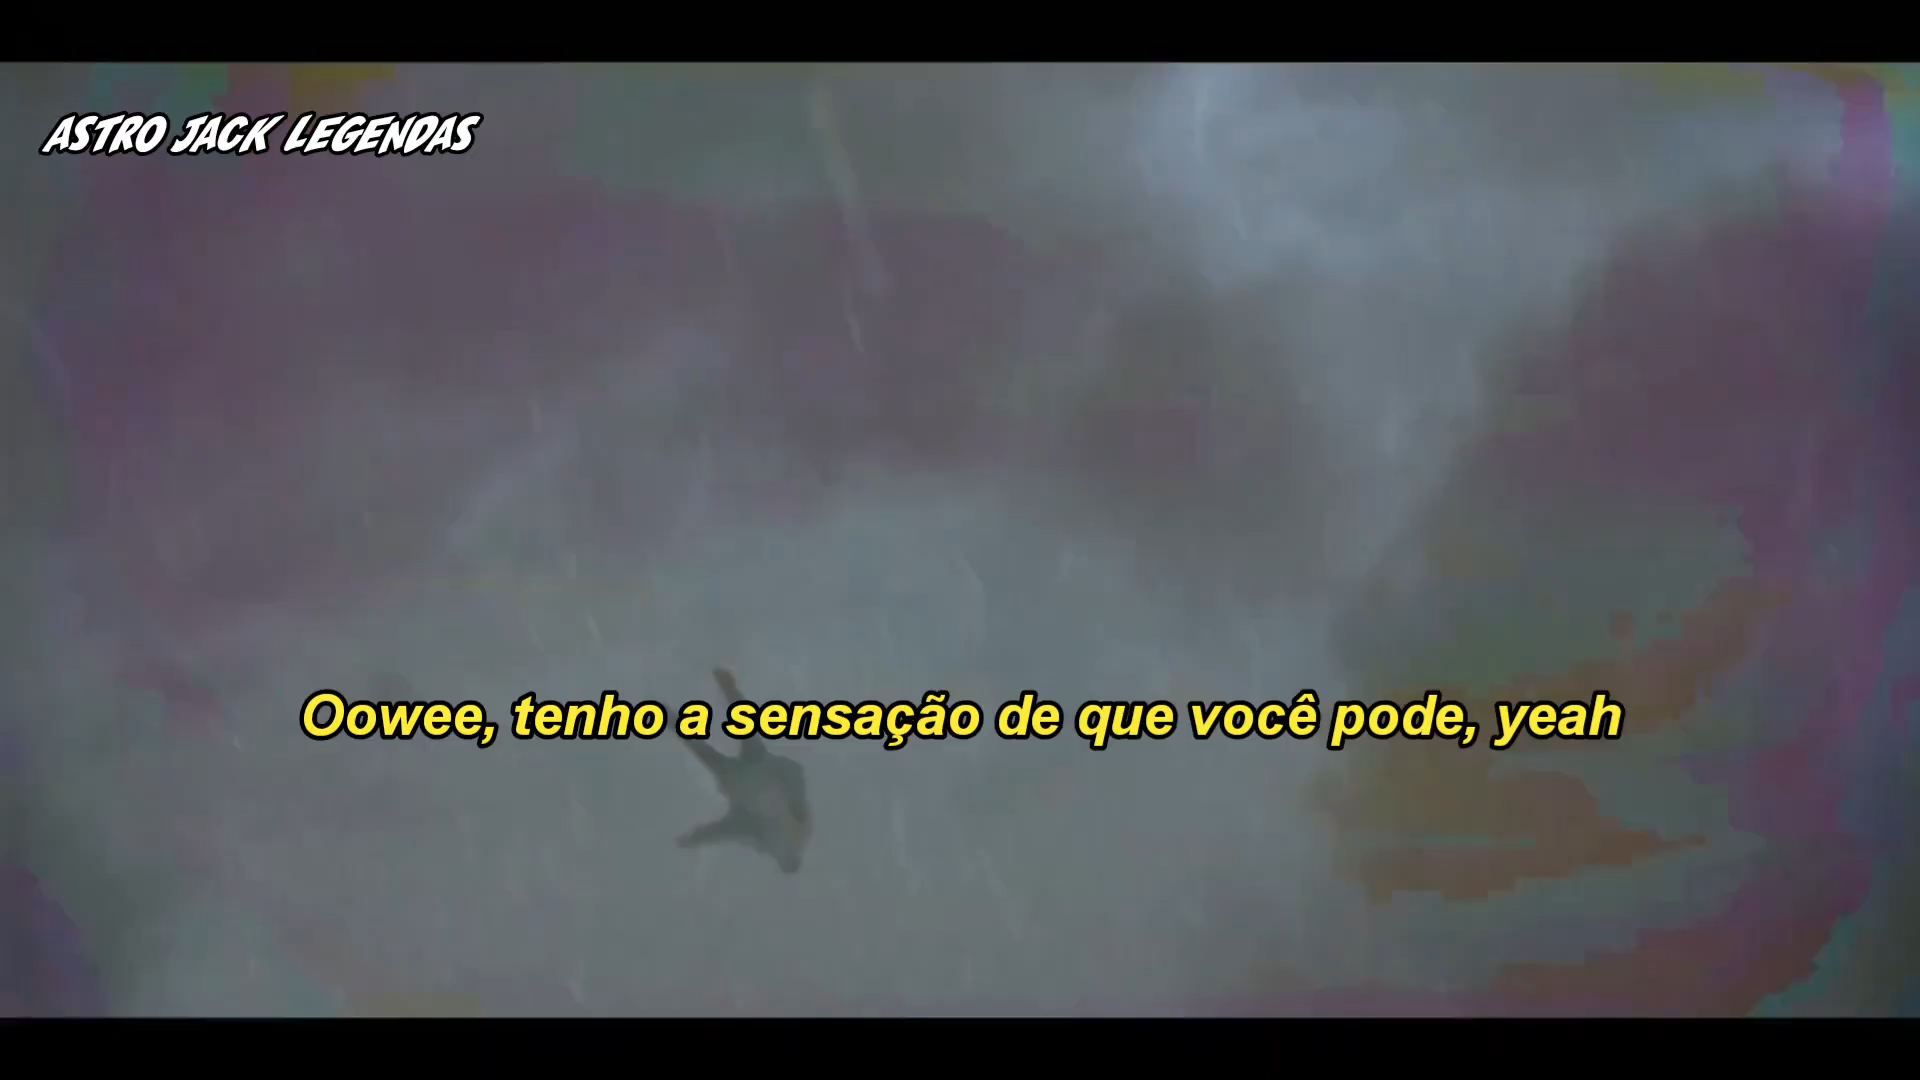 ASTRO JACK LEGENDAS
Oowee, tenho a sensação de que você pode, yeah